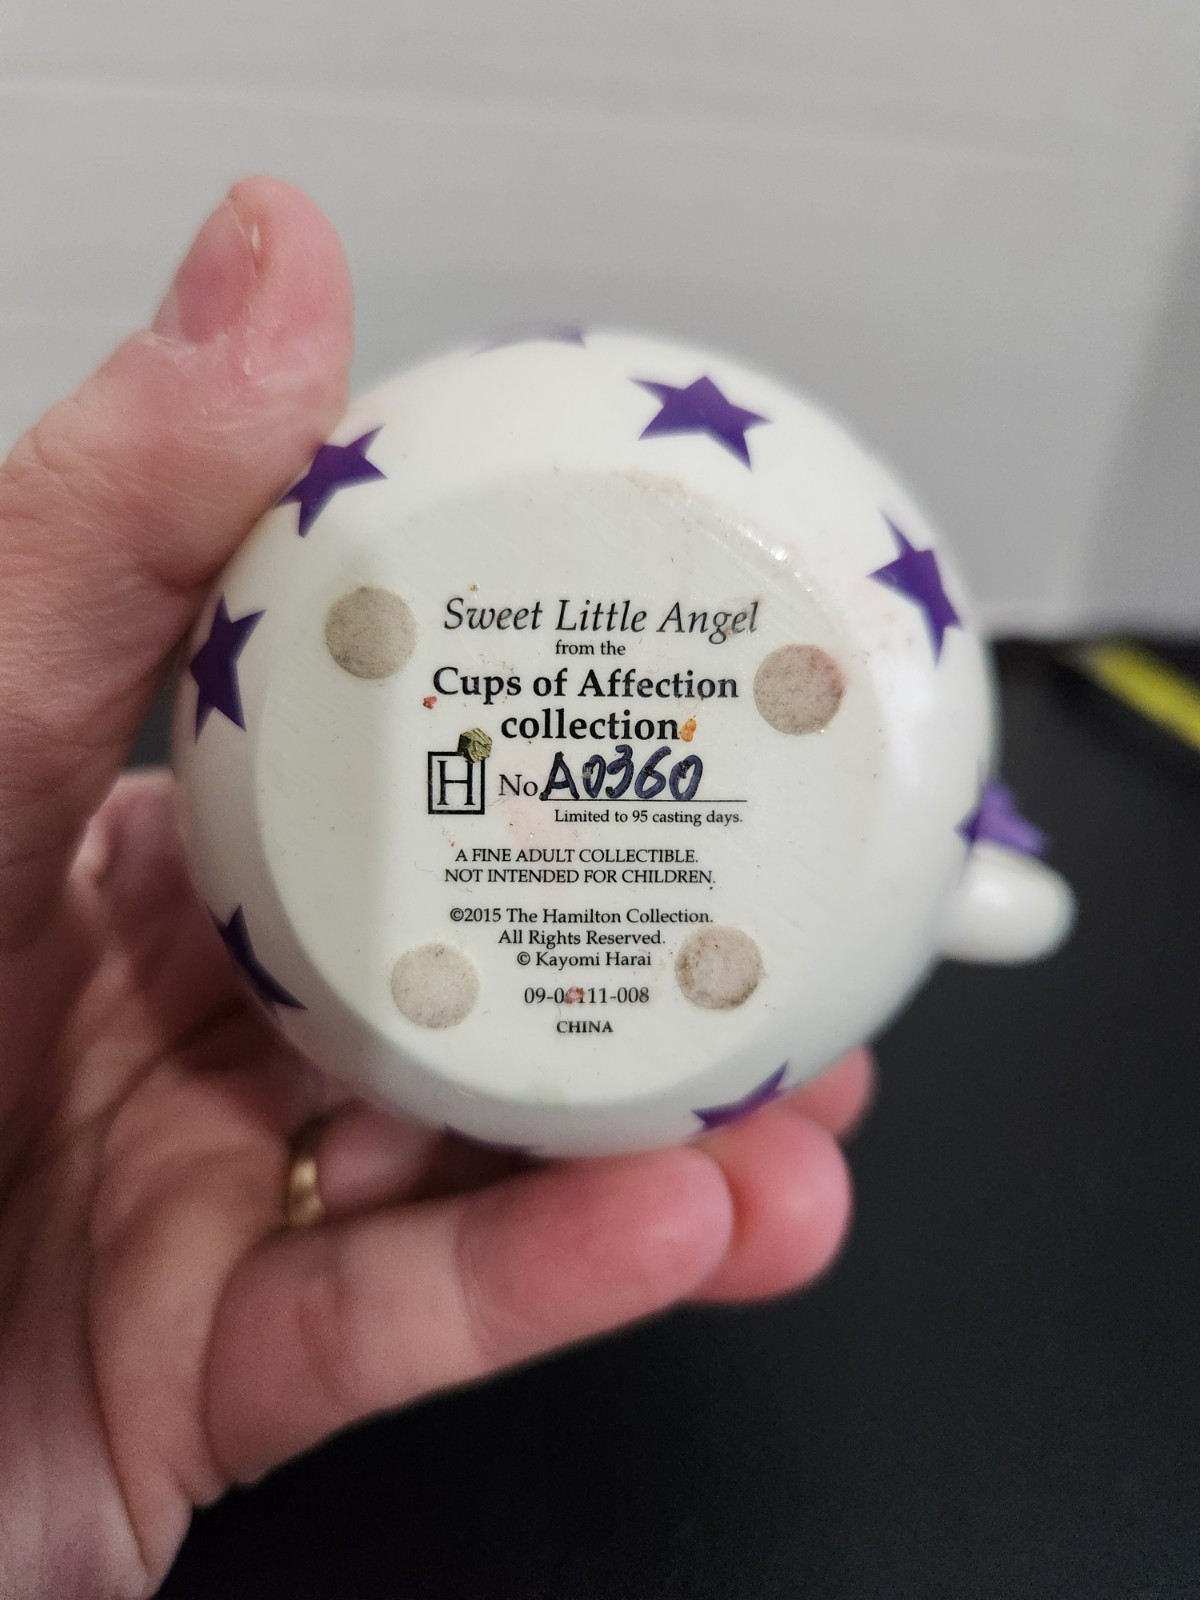 Sweet Little Angel
from the
Cups of Affection
collection
H No. A0360
Limited to 95 casting days.
A FINE ADULT COLLECTIBLE.
NOT INTENDED FOR CHILDREN.
©2015 The Hamilton Collection.
All Rights Reserved.
© Kayomi Harai
CHINA